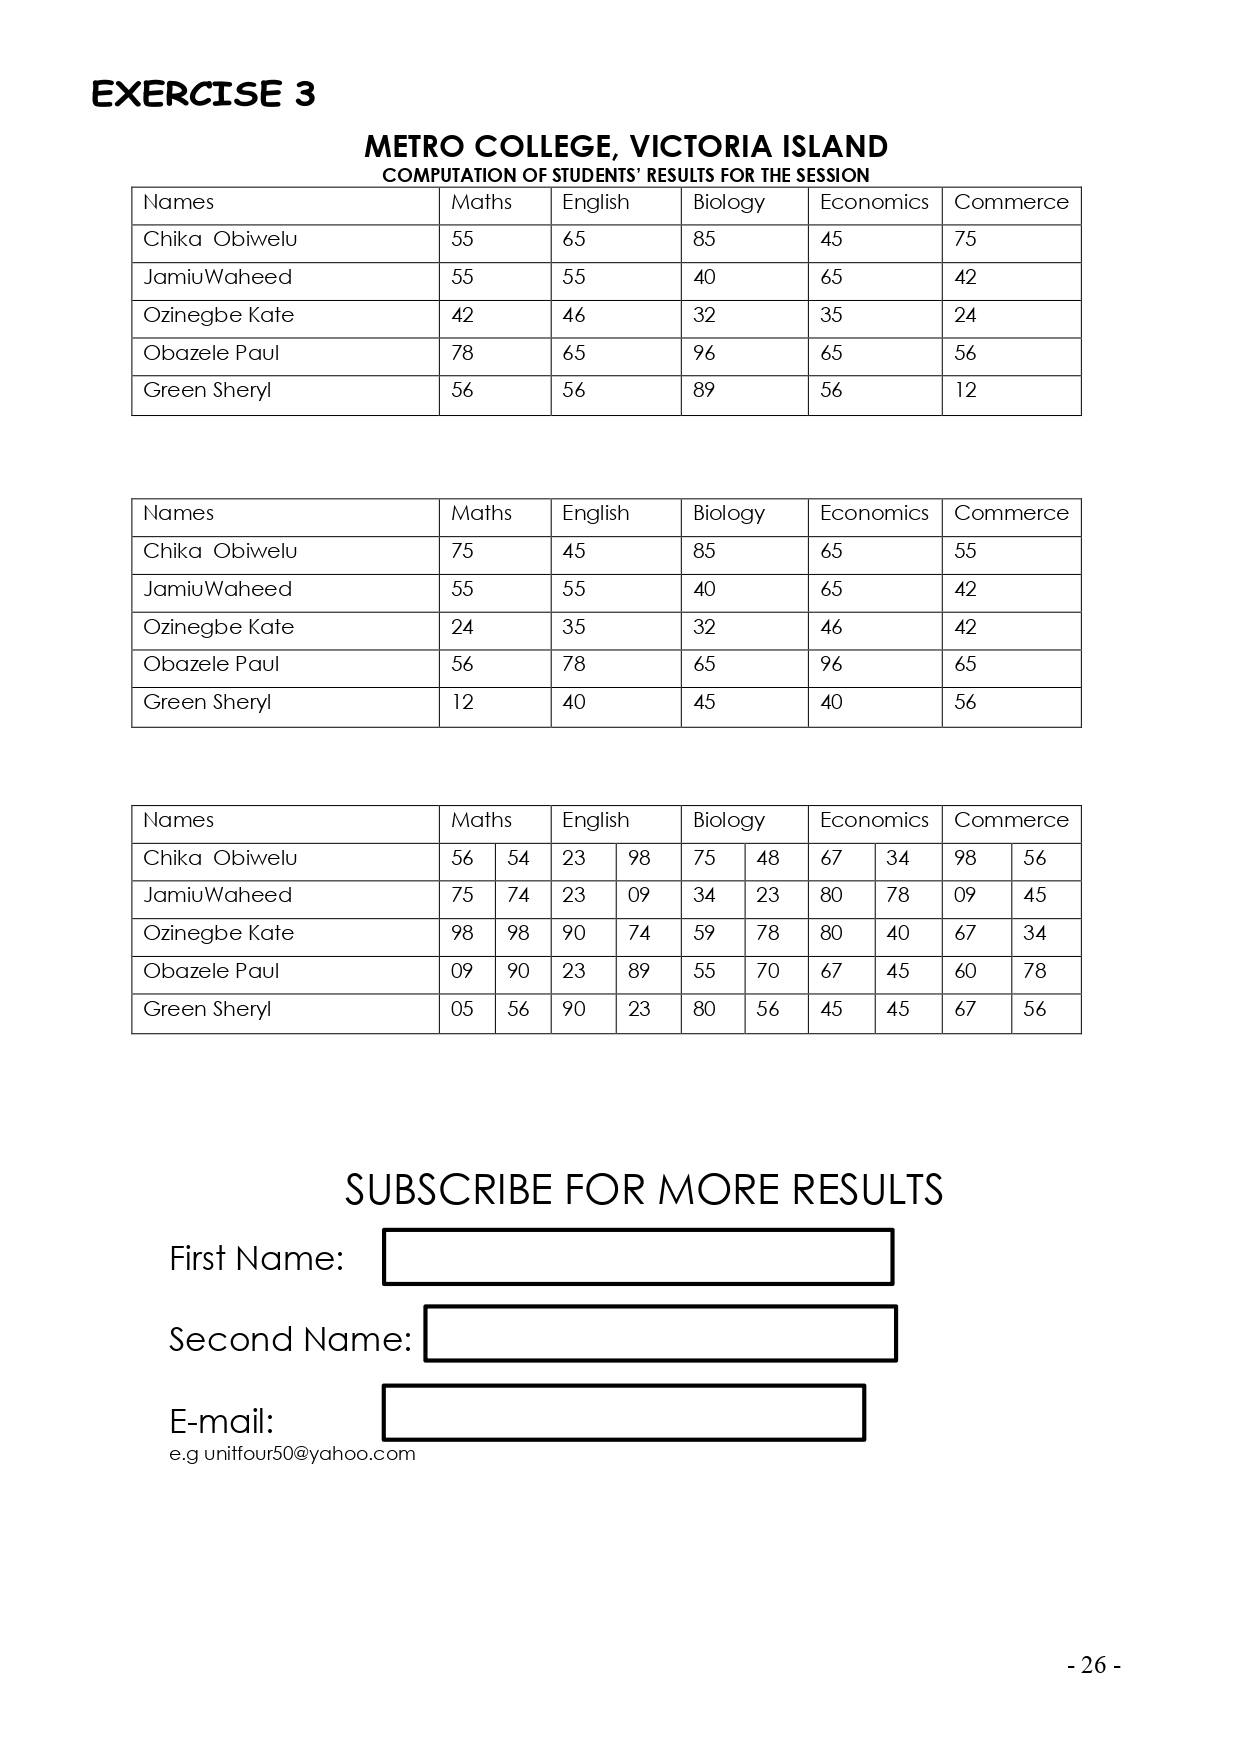 EXERCISE 3
METRO COLLEGE, VICTORIA ISLAND
COMPUTATION OF STUDENTS’ RESULTS FOR THE SESSION
Names Maths English Biology Economics Commerce
Chika Obiwelu 55 65 85 45 75
JamiuWaheed 55 55 40 65 42
Ozinegbe Kate 42 46 32 35 24
Obazele Paul 78 65 96 65 56
Green Sheryl 56 56 89 56 12
Names Maths English Biology Economics Commerce
Chika Obiwelu 75 45 85 65 55
JamiuWaheed 55 55 40 65 42
Ozinegbe Kate 24 35 32 46 42
Obazele Paul 56 78 65 96 65
Green Sheryl 12 40 45 40 56
Names Maths English Biology Economics Commerce
Chika Obiwelu 56 54 23 98 75 48 67 34 98 56
JamiuWaheed 75 74 23 09 34 23 80 78 09 45
Ozinegbe Kate 98 98 90 74 59 78 80 40 67 34
Obazele Paul 09 90 23 89 55 70 67 45 60 78
Green Sheryl 05 56 90 23 80 56 45 45 67 56
SUBSCRIBE FOR MORE RESULTS
First Name:
Second Name:
E-mail:
e.g unitfour50@yahoo.com
- 26 -